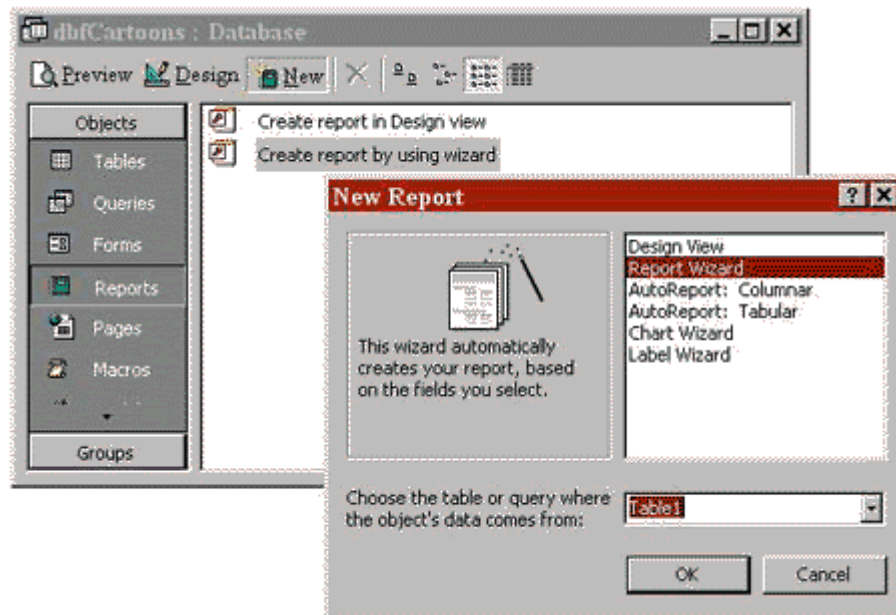 dbfCartoons : Database
Preview Design New
Objects
Create report in Design view
Tables
Create report by using wizard
Queries
Forms
Reports
Pages
Macros
Groups
New Report
This wizard automatically
creates your report, based
on the fields you select.
Design View
Report Wizard
AutoReport: Columnar
AutoReport: Tabular
Chart Wizard
Label Wizard
Choose the table or query where
the object's data comes from:
Table1
OK Cancel